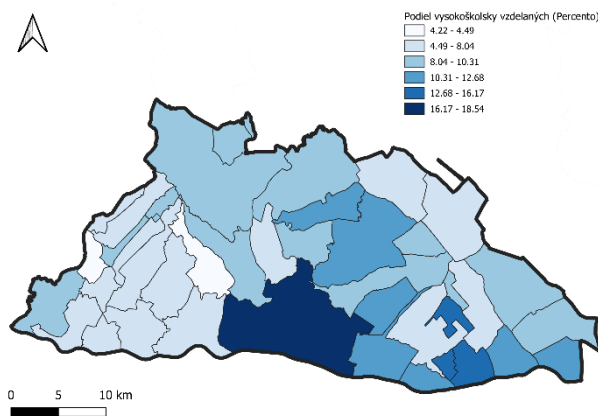 Podiel vysokoškolsky vzdelaných (Percento)
4.22 - 4.49
4.49 - 8.04
8.04 - 10.31
10.31 - 12.68
12.68 - 16.17
16.17 - 18.54
0 5 10 km